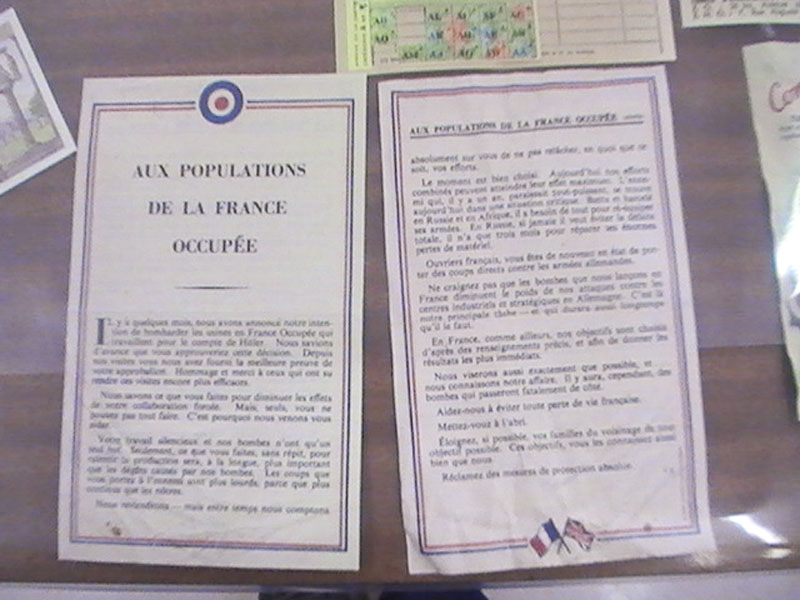 AUX POPULATIONS
DE LA FRANCE
OCCUPÉE
Il y a quelques mois, nous avons annoncé notre inten-
tion de bombarder les usines en France Occupée qui
travaillent pour le compte de Hitler. Nous savions
d'avance que vous approuveriez cette décision. Depuis
nos visites vous nous avez fourni la meilleure preuve de
votre approbation. Hommage et merci à ceux qui ont su
rendre ces visites encore plus efficaces.
Nous savons ce que vous faites pour diminuer les effets
de votre collaboration forcée. Mais, seuls, vous ne
pouvez pas tout faire. C'est pourquoi nous venons vous
aider.
Votre travail silencieux et nos bombes n'ont qu'un
seul but. Seulement, ce que vous faites, sans répit, pour
ralentir la production sera, à la longue, plus important
que les dégâts causés par nos bombes. Les coups que
vous portez à l'ennemi sont plus lourds, parce que plus
continus que les nôtres.
Nous reviendrons — mais entre temps nous comptons
AUX POPULATIONS DE LA FRANCE OCCUPÉE
absolument sur vous de ne pas relâcher, en quoi que ce
soit, vos efforts.
Le moment est bien choisi. Aujourd'hui nos efforts
combinés peuvent atteindre leur effet maximum. L'enne-
mi qui, il y a un an, paraissait tout-puissant, se trouve
aujourd'hui dans une situation critique. Battu et harcelé
en Russie et en Afrique, il a besoin de tout pour ré-équiper
ses armées. En Russie, si jamais il veut éviter la défaite
totale, il n'a que trois mois pour réparer ses énormes
pertes de matériel.
Ouvriers français, vous êtes de nouveau en état de por-
ter des coups directs contre les armées allemandes.
Ne craignez pas que les bombes que nous lançons en
France diminuent le poids de nos attaques contre les
centres industriels et stratégiques en Allemagne. C'est là
notre principale tâche — et qui durera aussi longtemps
qu'il le faut.
En France, comme ailleurs, nos objectifs sont choisis
d'après des renseignements précis, et afin de donner les
résultats les plus immédiats.
Nous viserons aussi exactement que possible, et
nous connaissons notre affaire. Il y aura, cependant, des
bombes qui passeront fatalement de côté.
Aidez-nous à éviter toute perte de vie française.
Mettez-vous à l'abri.
Éloignez, si possible, vos familles du voisinage de tout
objectif possible. Ces objectifs, vous les connaissez aussi
bien que nous.
Réclamez des mesures de protection absolue.